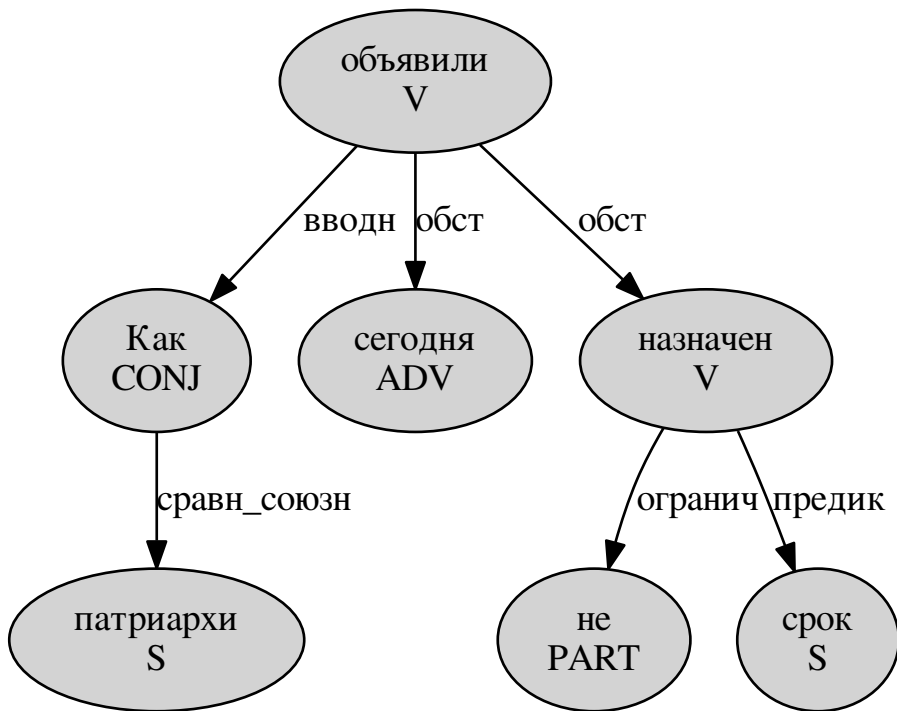 объявили
V
вводн
обст
обст
Как
CONJ
сегодня
ADV
назначен
V
сравн_союзн
огранич
предик
патриархи
S
не
PART
срок
S